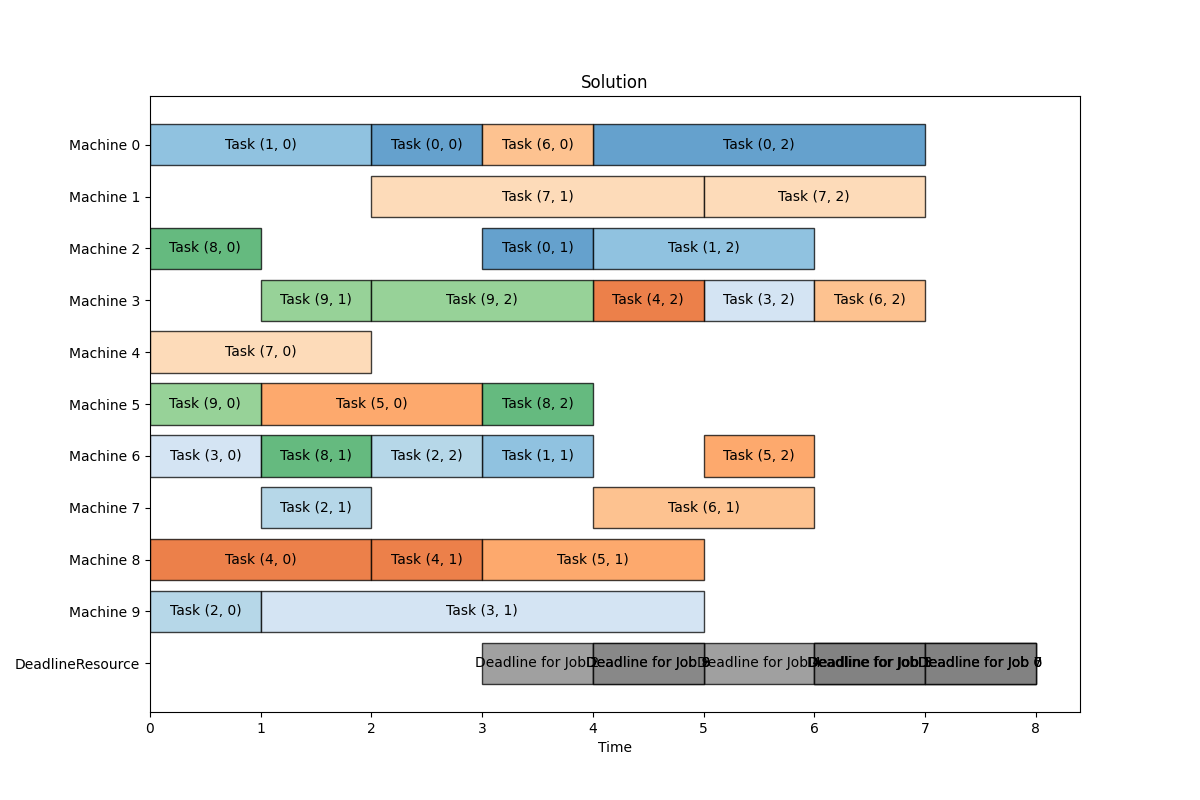 Solution
Machine 0 Task (1, 0) Task (0, 0) Task (6, 0) Task (0, 2)
Machine 1 Task (7, 1) Task (7, 2)
Machine 2 Task (8, 0) Task (0, 1) Task (1, 2)
Machine 3 Task (9, 1) Task (9, 2) Task (4, 2) Task (3, 2) Task (6, 2)
Machine 4 Task (7, 0)
Machine 5 Task (9, 0) Task (5, 0) Task (8, 2)
Machine 6 Task (3, 0) Task (8, 1) Task (2, 2) Task (1, 1) Task (5, 2)
Machine 7 Task (2, 1) Task (6, 1)
Machine 8 Task (4, 0) Task (4, 1) Task (5, 1)
Machine 9 Task (2, 0) Task (3, 1)
DeadlineResource Deadline for Job Deadline for Job Deadline for Job Deadline for Job Deadline for Job
0 1 2 3 4 5 6 7 8
Time